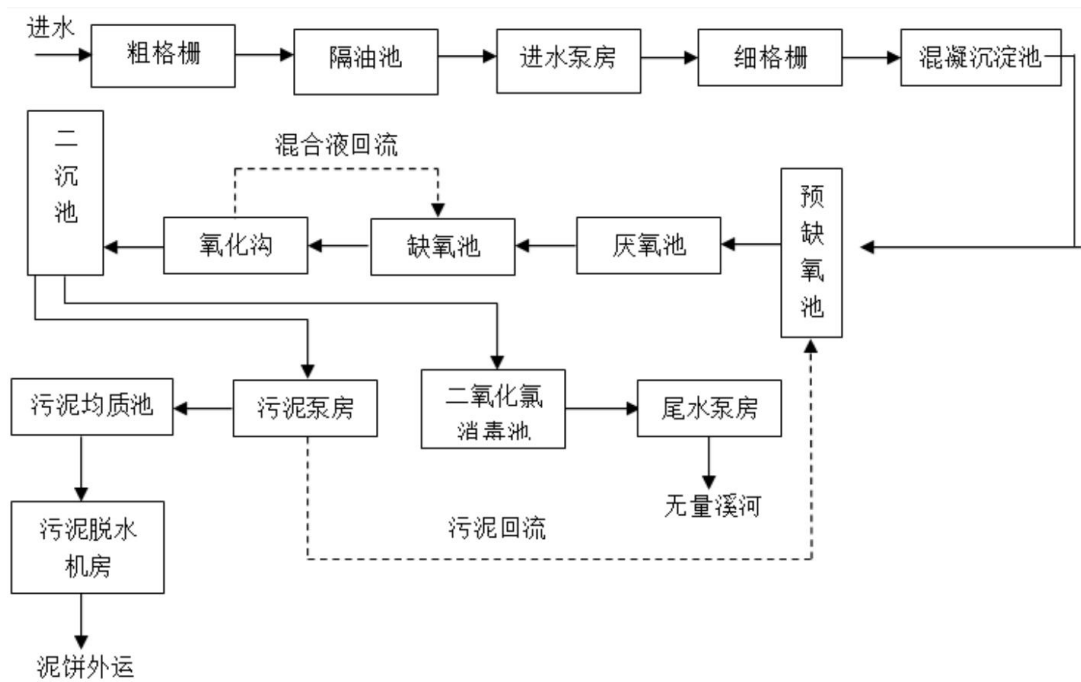 进水
粗格栅
隔油池
进水泵房
细格栅
混凝沉淀池
二
沉
池
混合液回流
氧化沟
缺氧池
厌氧池
预
缺
氧
池
污泥均质池
污泥泵房
二氧化氯
消毒池
尾水泵房
无量溪河
污泥回流
污泥脱水
机房
泥饼外运